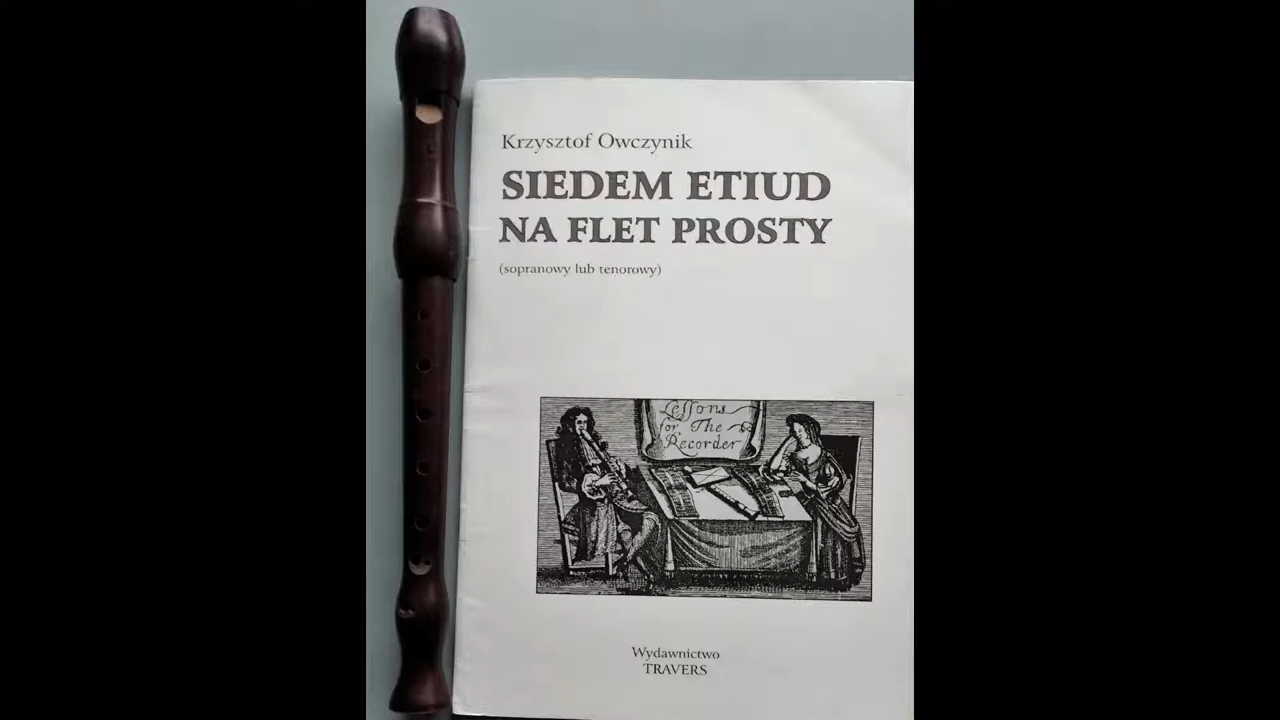 Krzysztof Owczynik
SIEDEM ETIUD
NA FLET PROSTY
(sopranowy lub tenorowy)
Lessons
for The
Recorder
Wydawnictwo
TRAVERS